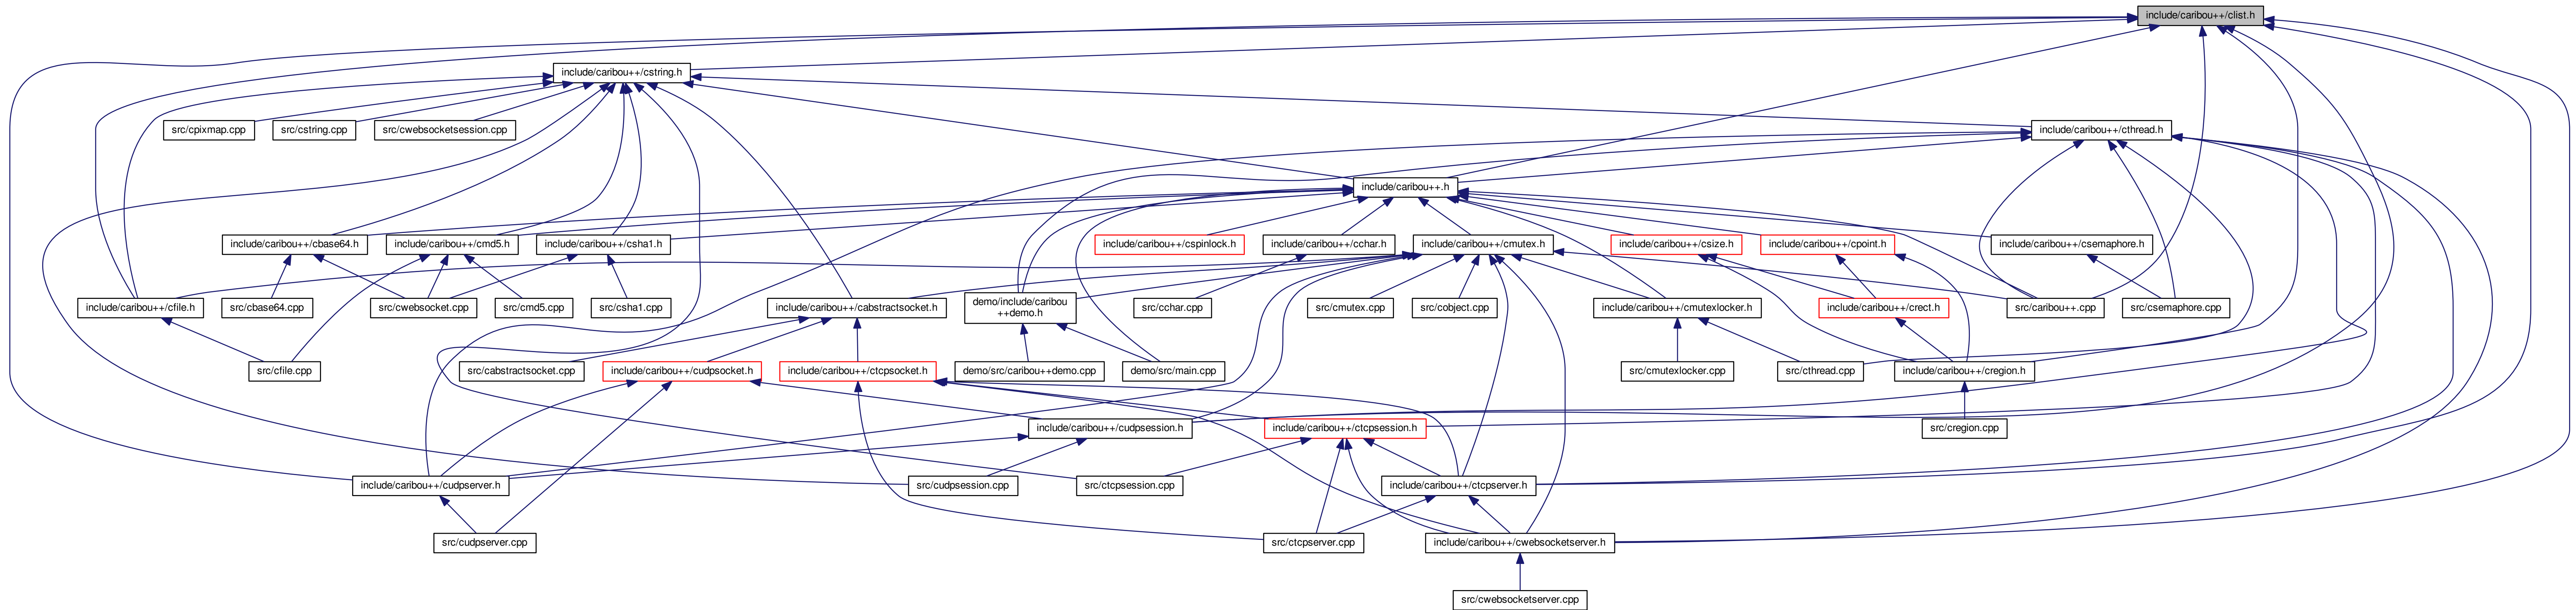 include/caribou++/clist.h
include/caribou++/cstring.h
src/cpixmap.cpp
src/cstring.cpp
src/cwebsocketsession.cpp
include/caribou++/cthread.h
include/caribou++.h
include/caribou++/cbase64.h
include/caribou++/cmd5.h
include/caribou++/csha1.h
include/caribou++/cspinlock.h
include/caribou++/cchar.h
include/caribou++/cmutex.h
include/caribou++/csize.h
include/caribou++/cpoint.h
include/caribou++/csemaphore.h
include/caribou++/cfile.h
src/cbase64.cpp
src/cwebsocket.cpp
src/cmd5.cpp
src/csha1.cpp
include/caribou++/cabstractsocket.h
demo/include/caribou
++demo.h
src/cchar.cpp
src/cmutex.cpp
src/cobject.cpp
include/caribou++/cmutexlocker.h
include/caribou++/crect.h
src/caribou++.cpp
src/csemaphore.cpp
src/cfile.cpp
src/cabstractsocket.cpp
include/caribou++/cudpsocket.h
include/caribou++/ctcpsocket.h
demo/src/caribou++demo.cpp
demo/src/main.cpp
src/cmutexlocker.cpp
src/cthread.cpp
include/caribou++/cregion.h
include/caribou++/cudpsession.h
include/caribou++/ctcpsession.h
src/cregion.cpp
include/caribou++/cudpserver.h
src/cudpsession.cpp
src/ctcpsession.cpp
include/caribou++/ctcpserver.h
src/cudpserver.cpp
src/ctcpserver.cpp
include/caribou++/cwebsocketserver.h
src/cwebsocketserver.cpp